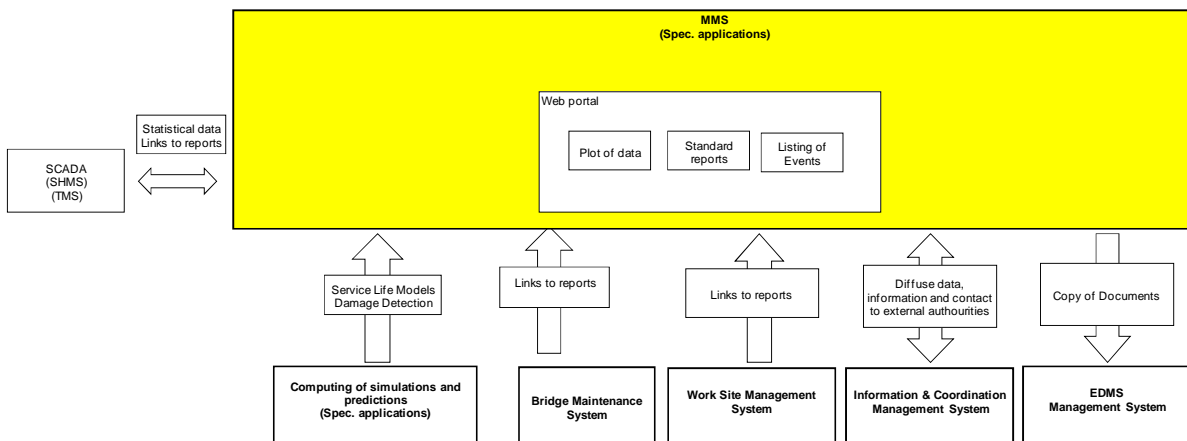 MMS
(Spec. applications)
Web portal
Plot of data
Standard
reports
Listing of
Events
Statistical data
Links to reports
SCADA
(SHMS)
(TMS)
Service Life Models
Damage Detection
Links to reports
Links to reports
Diffuse data,
information and contact
to external authourities
Copy of Documents
Computing of simulations and
predictions
(Spec. applications)
Bridge Maintenance
System
Work Site Management
System
Information & Coordination
Management System
EDMS
Management System